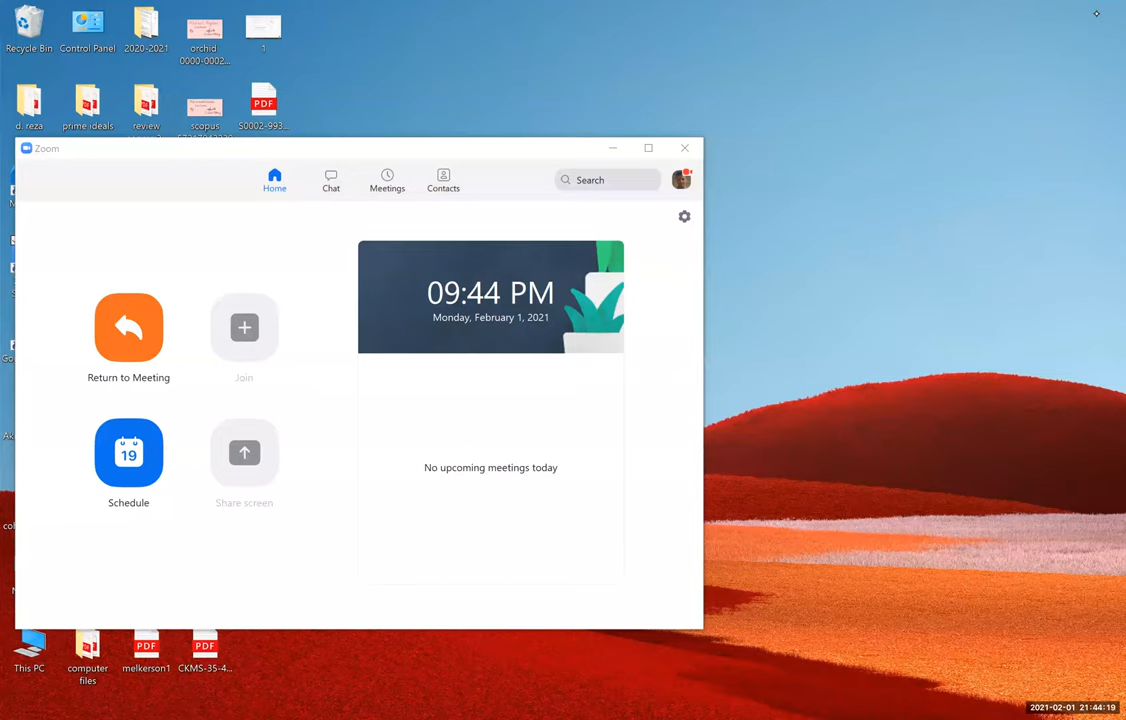 Recycle Bin
Control Panel
2020-2021
orchid
0000-0002...
1
d. reza
prime ideals
review
scopus
S0002-993...
PDF
Zoom
Home
Chat
Meetings
Contacts
Search
09:44 PM
Monday, February 1, 2021
Return to Meeting
Join
19
Schedule
Share screen
No upcoming meetings today
This PC
computer
files
PDF
melkerson1
PDF
CKMS-35-4...
2021-02-01 21:44:19